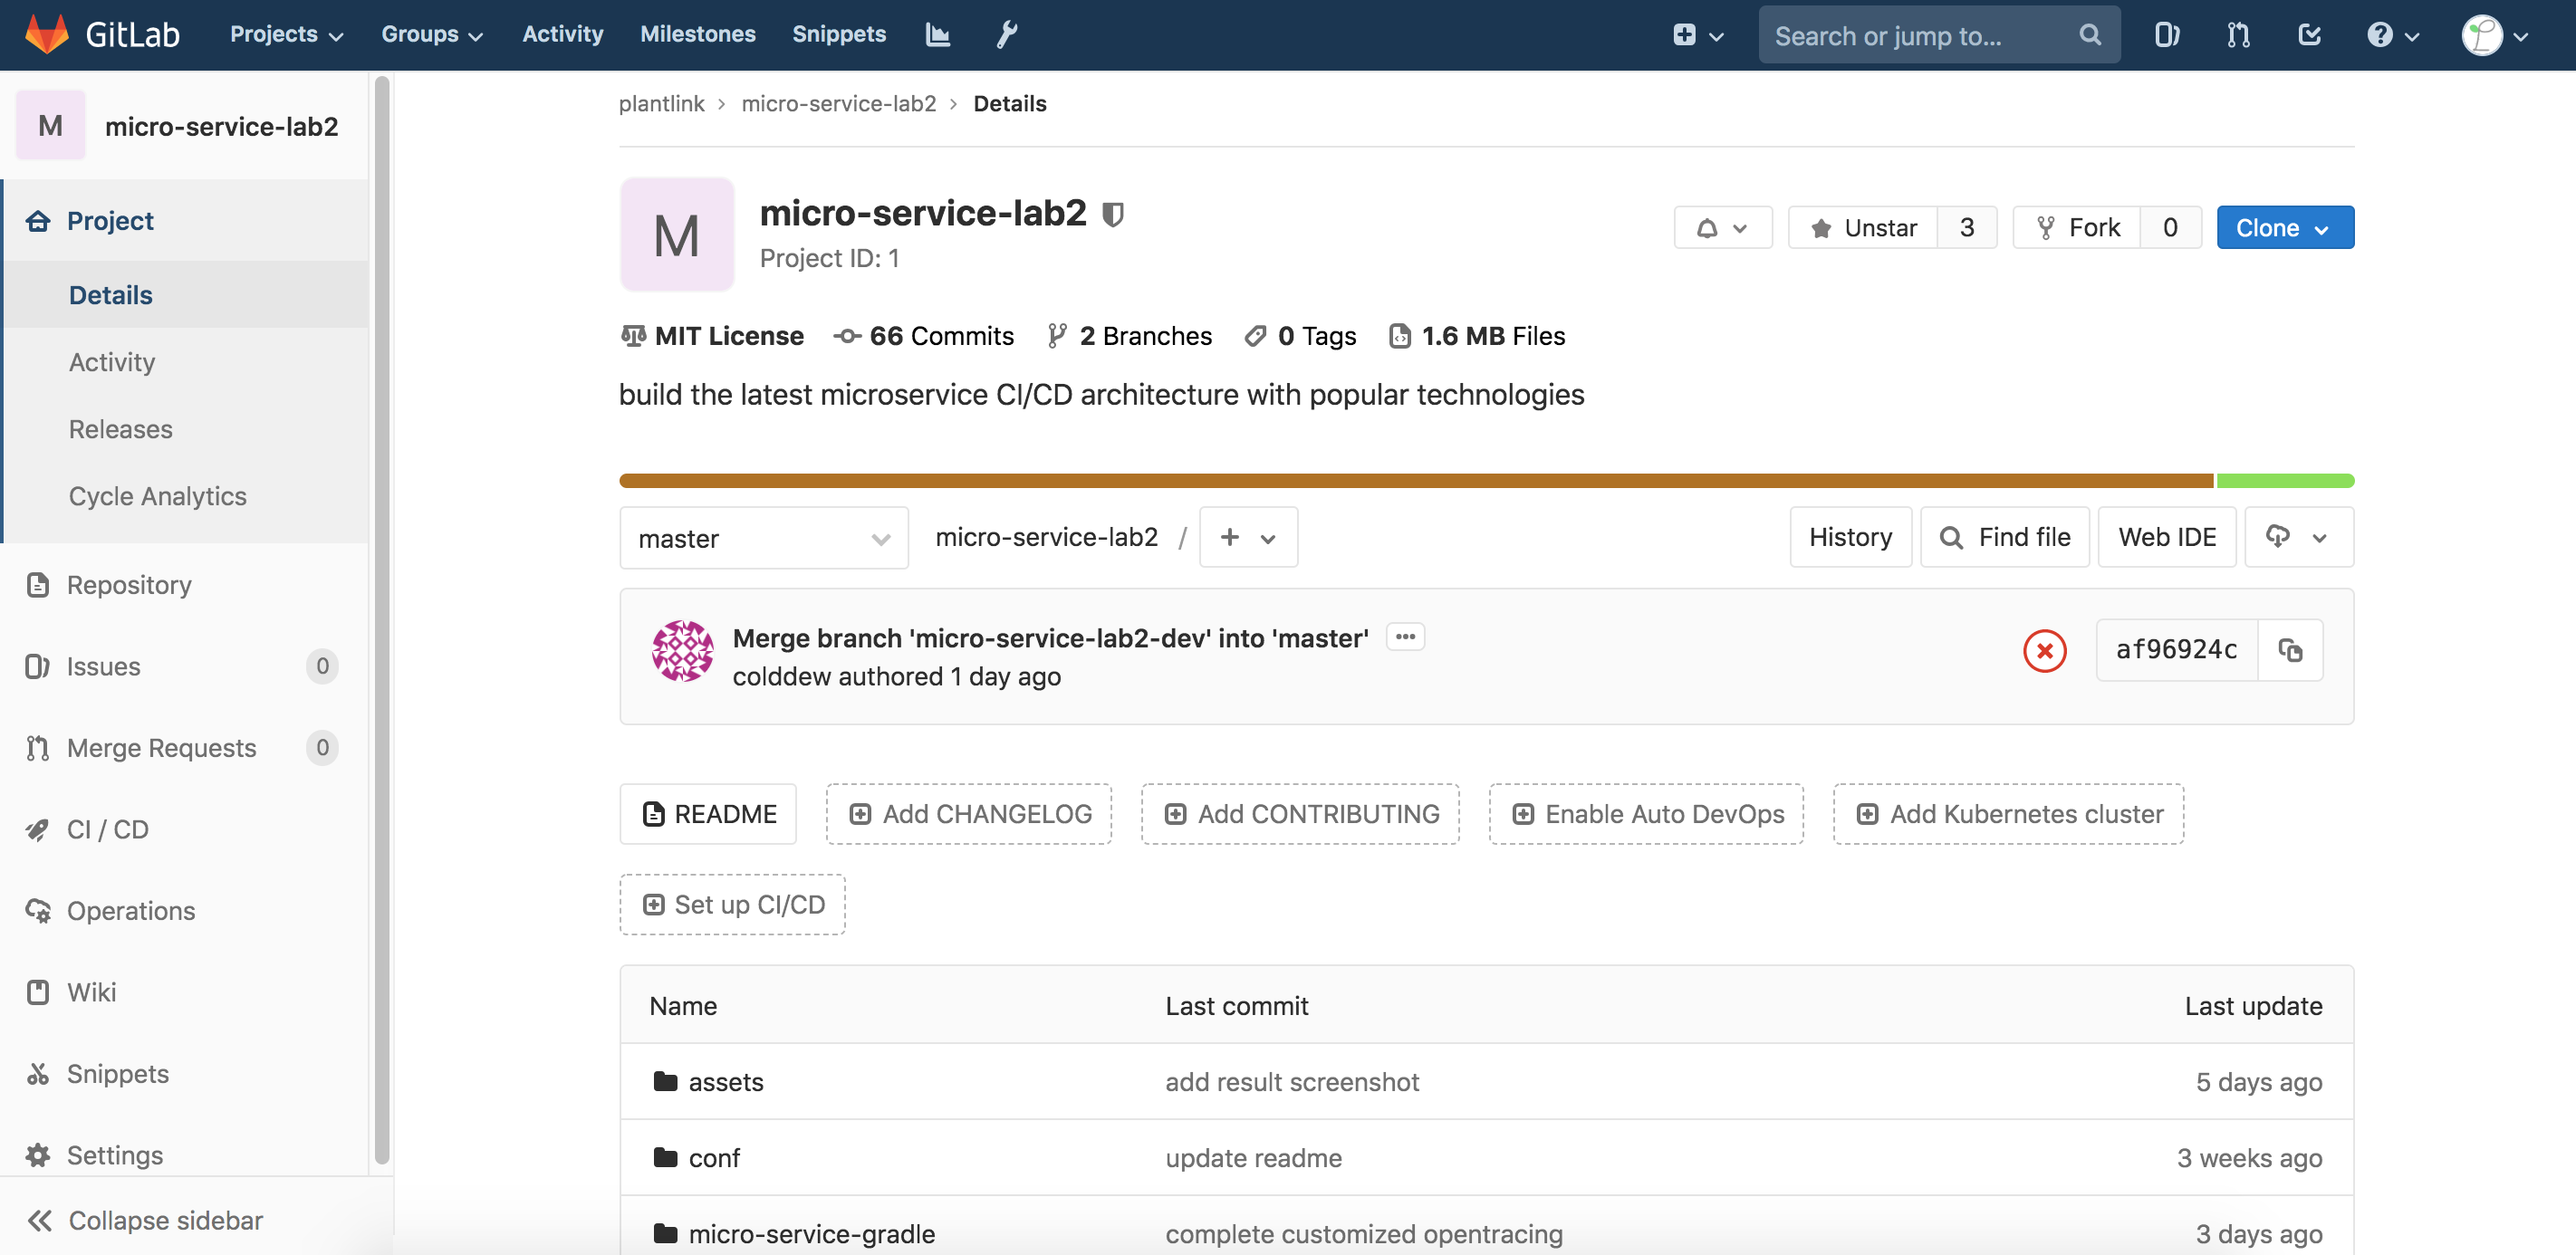 GitLab Projects Groups Activity Milestones Snippets Search or jump to...
M micro-service-lab2
Project
Details
Activity
Releases
Cycle Analytics
Repository
Issues 0
Merge Requests 0
CI / CD
Operations
Wiki
Snippets
Settings
Collapse sidebar
plantlink > micro-service-lab2 > Details
M
micro-service-lab2
Project ID: 1
Unstar 3 Fork 0 Clone
MIT License 66 Commits 2 Branches 0 Tags 1.6 MB Files
build the latest microservice CI/CD architecture with popular technologies
master micro-service-lab2 / + History Find file Web IDE
Merge branch 'micro-service-lab2-dev' into 'master' ...
colddew authored 1 day ago
af96924c
README Add CHANGELOG Add CONTRIBUTING Enable Auto DevOps Add Kubernetes cluster
Set up CI/CD
Name Last commit Last update
assets add result screenshot 5 days ago
conf update readme 3 weeks ago
micro-service-gradle complete customized opentracing 3 days ago